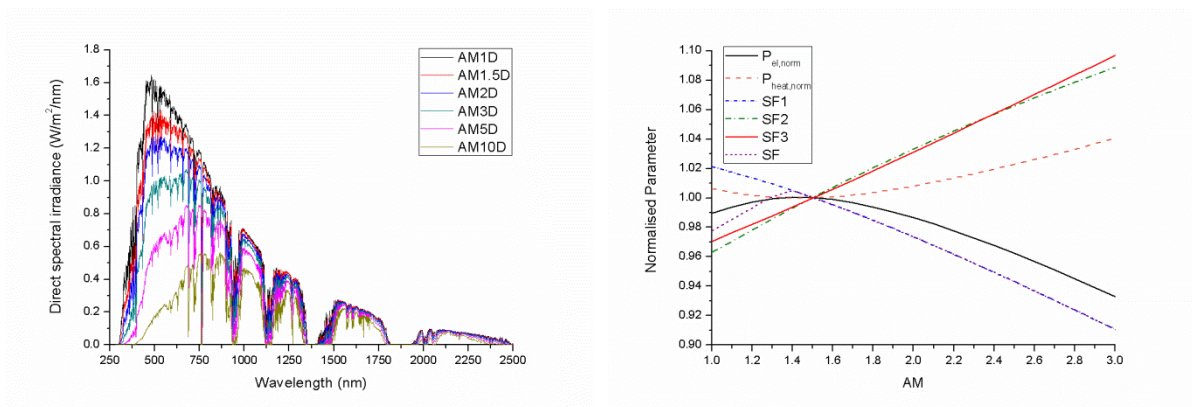 1.8
1.6
1.4
1.2
1.0
0.8
0.6
0.4
0.2
0.0
Direct spectral irradiance (W/m²/nm)
250 500 750 1000 1250 1500 1750 2000 2250 2500
Wavelength (nm)
AM1D
AM1.5D
AM2D
AM3D
AM5D
AM10D
1.10
1.08
1.06
1.04
1.02
1.00
0.98
0.96
0.94
0.92
0.90
Normalised Parameter
1.0 1.2 1.4 1.6 1.8 2.0 2.2 2.4 2.6 2.8 3.0
AM
P el,norm
P heat,norm
SF1
SF2
SF3
SF